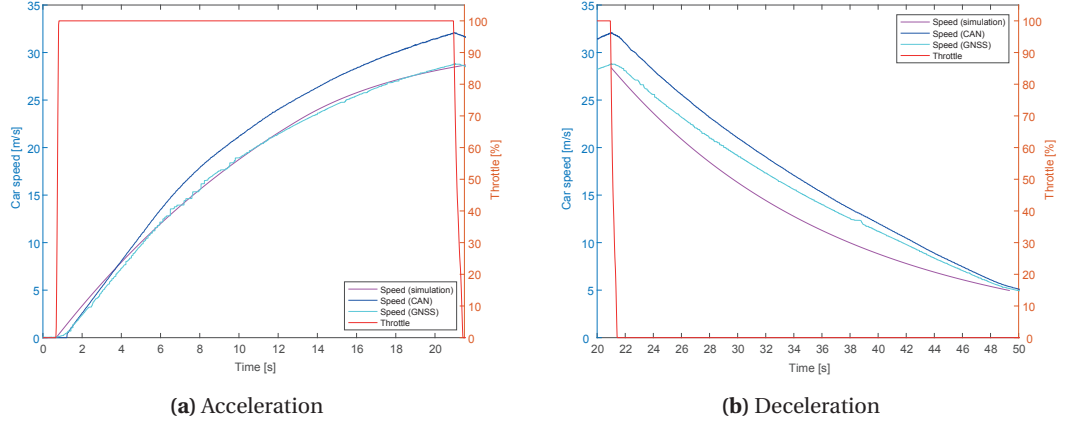 35
30
25
20
15
10
5
0
Car speed [m/s]
100
90
80
70
60
50
40
30
20
10
0
Throttle [%]
Speed (simulation)
Speed (CAN)
Speed (GNSS)
Throttle
0 2 4 6 8 10 12 14 16 18 20
Time [s]
(a) Acceleration
35
30
25
20
15
10
5
0
Car speed [m/s]
100
90
80
70
60
50
40
30
20
10
0
Throttle [%]
Speed (simulation)
Speed (CAN)
Speed (GNSS)
Throttle
20 22 24 26 28 30 32 34 36 38 40 42 44 46 48 50
Time [s]
(b) Deceleration